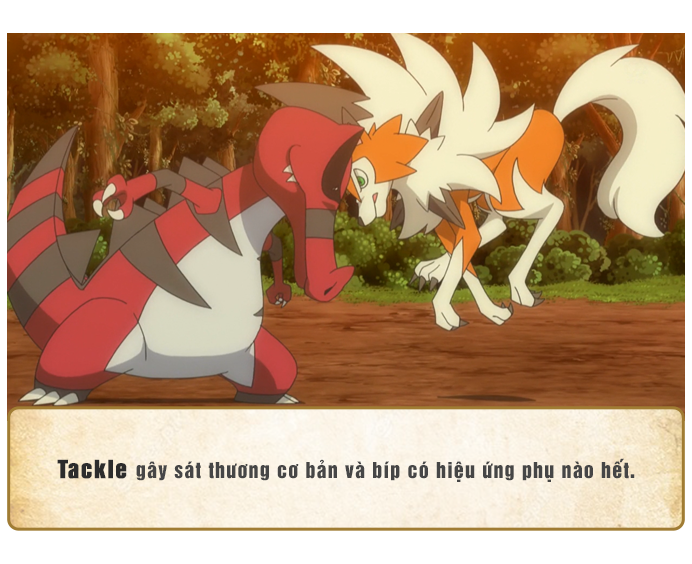 Tackle gây sát thương cơ bản và bíp có hiệu ứng phụ nào hết.